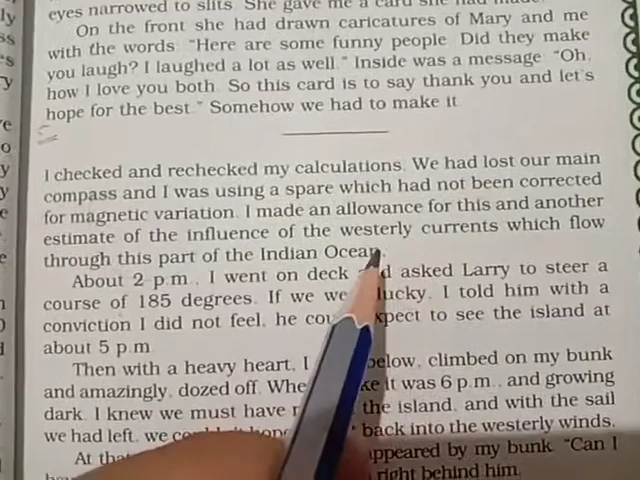 eyes narrowed to slits. She gave me a card she had made.
On the front she had drawn caricatures of Mary and me
with the words: "Here are some funny people. Did they make
you laugh? I laughed a lot as well." Inside was a message: "Oh,
how I love you both. So this card is to say thank you and let's
hope for the best." Somehow we had to make it.
I checked and rechecked my calculations. We had lost our main
compass and I was using a spare which had not been corrected
for magnetic variation. I made an allowance for this and another
estimate of the influence of the westerly currents which flow
through this part of the Indian Ocean.
About 2 p.m., I went on deck asked Larry to steer a
course of 185 degrees. If we lucky, I told him with a
conviction I did not feel, he expect to see the island at
about 5 p.m.
Then with a heavy heart, I below, climbed on my bunk
and amazingly, dozed off. it was 6 p.m., and growing
dark. I knew we must have the island, and with the sail
we had left, we back into the westerly winds.
At by my bunk. "Can I
right behind him.